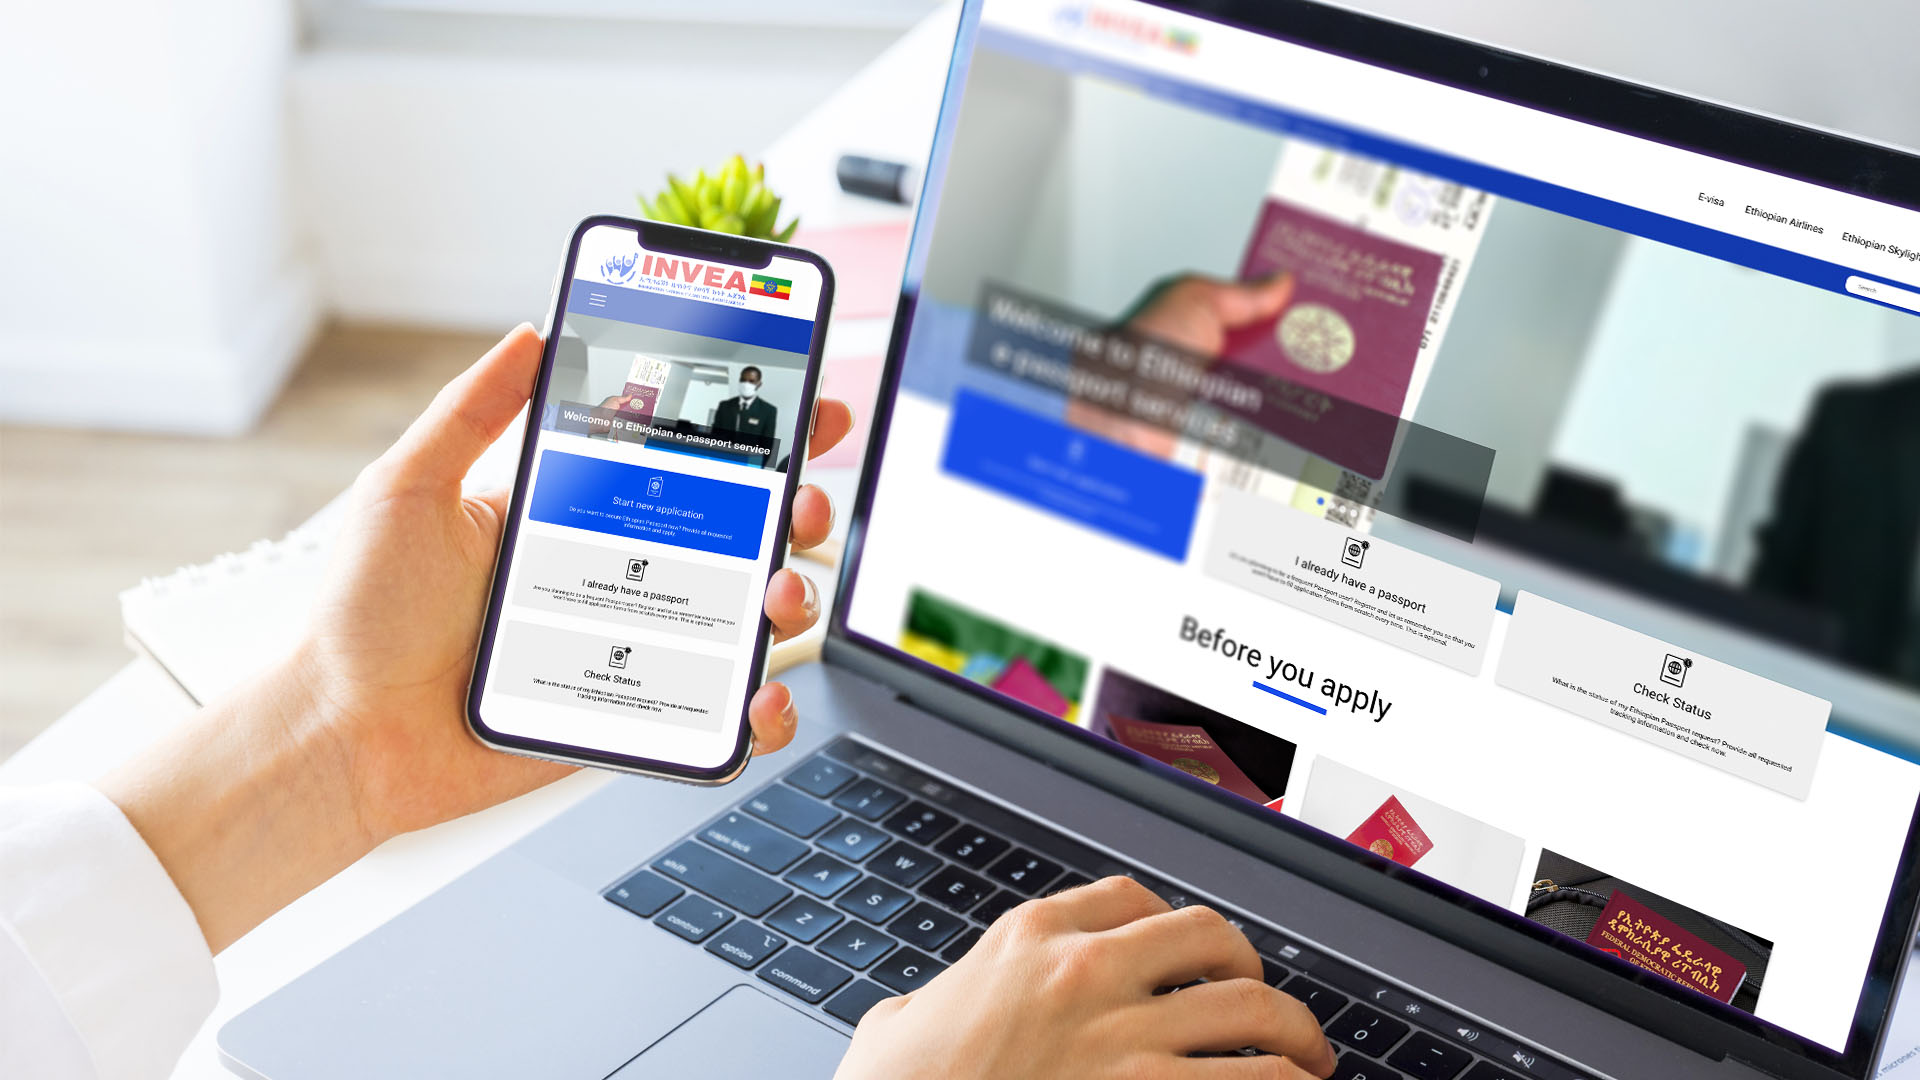 INVEA
Welcome to Ethiopian e-passport service
Start new application
Do you want to secure Ethiopian Passport now? Provide all requested
information and apply.
I already have a passport
Are you planning to be a frequent Passport user? Register and let us remember you so that you
won't have to fill application forms from scratch every time. This is optional.
Check Status
What is the status of my Ethiopian Passport request? Provide all requested
tracking information and check now.
INVEA
E-visa
Ethiopian Airlines
Ethiopian Skyligh
Search
Welcome to Ethiopian
e-passport services
I already have a passport
Are you planning to be a frequent Passport user? Register and let us remember you so that you
won't have to fill application forms from scratch every time. This is optional.
Check Status
What is the status of my Ethiopian Passport request? Provide all requested
tracking information and check now.
Before you apply
የኢትዮጵያ ፌዴራላዊ
ዲሞክራሲያዊ ሪፐብሊክ
FEDERAL DEMOCRATIC REPUBLIC
tab
caps lock
shift
fn
control
option
command
1
2
3
4
Q
W
E
A
S
D
Z
X
C
O
P